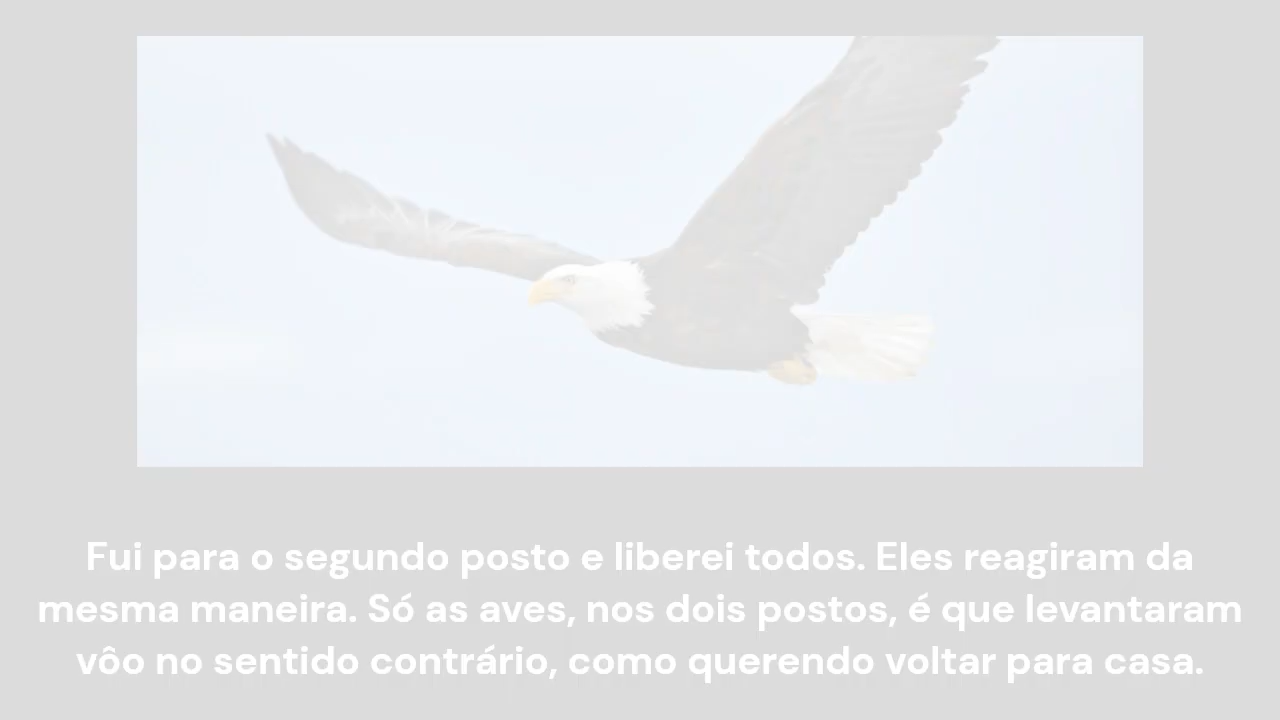 Fui para o segundo posto e liberei todos. Eles reagiram da
mesma maneira. Só as aves, nos dois postos, é que levantaram
vôo no sentido contrário, como querendo voltar para casa.